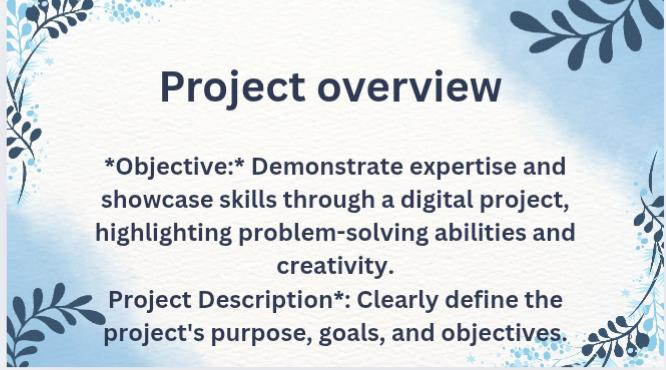 Project overview
*Objective:* Demonstrate expertise and
showcase skills through a digital project,
highlighting problem-solving abilities and
creativity.
Project Description*: Clearly define the
project's purpose, goals, and objectives.